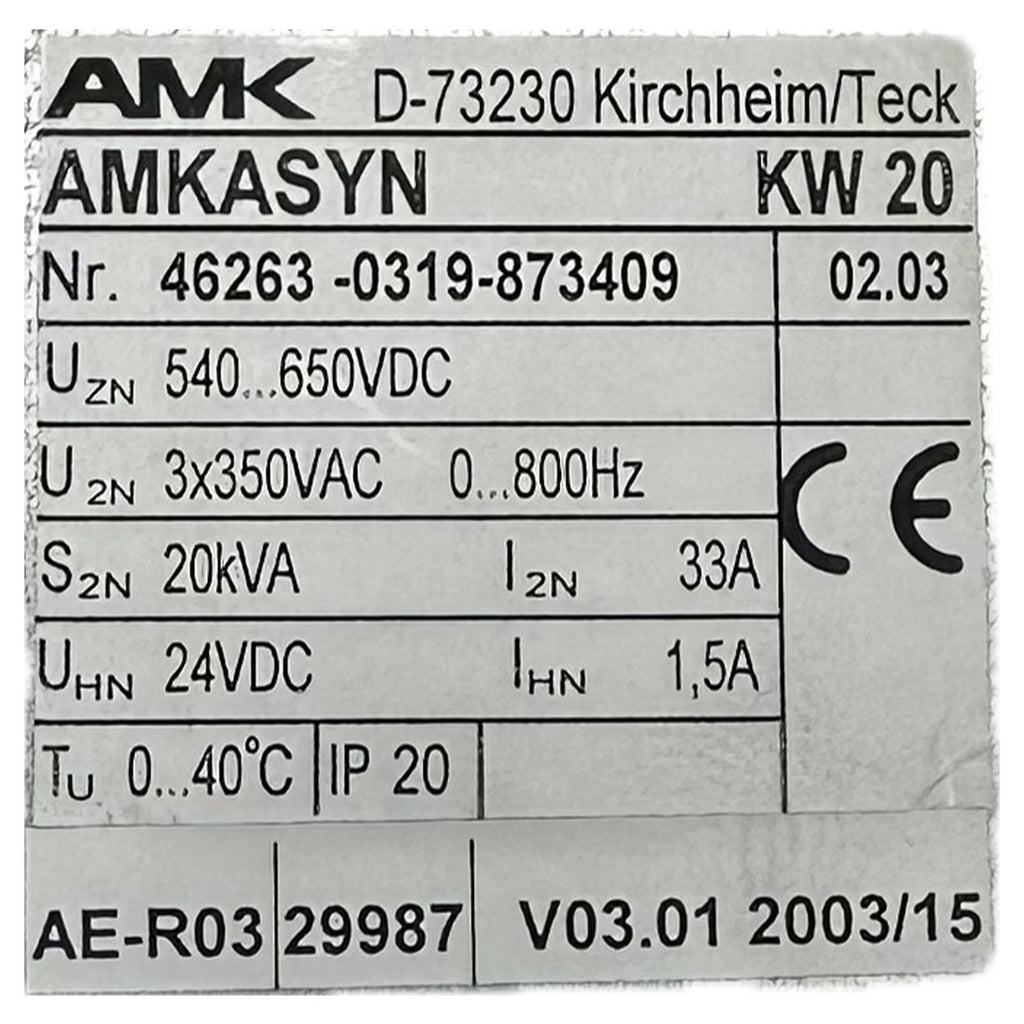 AMK D-73230 Kirchheim/Teck
AMKASYN KW 20
Nr. 46263 -0319-873409 02.03
UZN 540...650VDC
U2N 3x350VAC 0...800Hz
CE
S2N 20kVA I2N 33A
UHN 24VDC IHN 1,5A
TU 0...40°C IP 20
AE-R03 29987 V03.01 2003/15